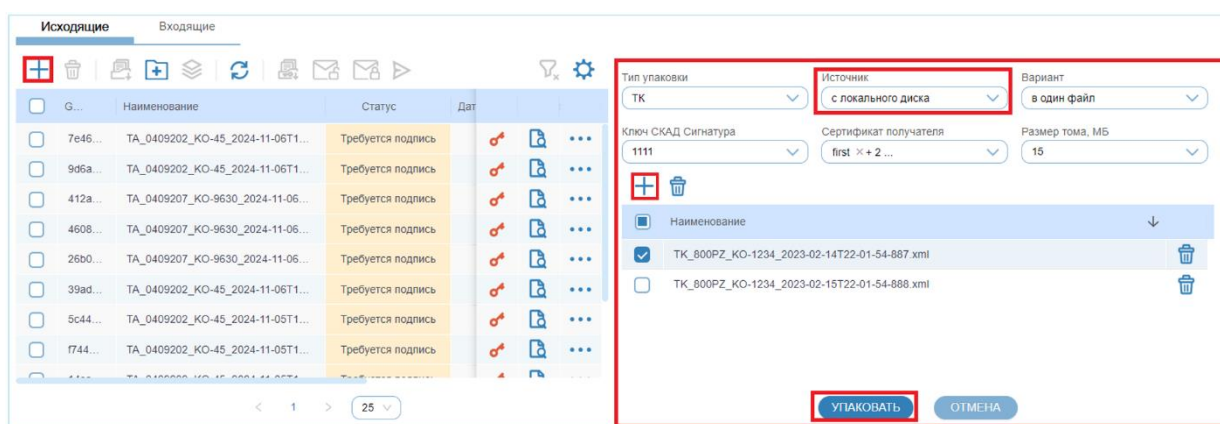 Исходящие Входящие
G... Наименование Статус Дат
7e46... TA_0409202_KO-45_2024-11-06T1... Требуется подпись
9d6a... TA_0409202_KO-45_2024-11-06T1... Требуется подпись
412a... TA_0409207_KO-9630_2024-11-06... Требуется подпись
4608... TA_0409207_KO-9630_2024-11-06... Требуется подпись
26b0... TA_0409207_KO-9630_2024-11-06... Требуется подпись
39ad... TA_0409202_KO-45_2024-11-06T1... Требуется подпись
5c44... TA_0409202_KO-45_2024-11-05T1... Требуется подпись
f744... TA_0409202_KO-45_2024-11-05T1... Требуется подпись
< 1 > 25
Тип упаковки Источник Вариант
ТК с локального диска в один файл
Ключ СКАД Сигнатура Сертификат получателя Размер тома, МБ
1111 first × + 2 ... 15
Наименование
TK_800PZ_KO-1234_2023-02-14T22-01-54-887.xml
TK_800PZ_KO-1234_2023-02-15T22-01-54-888.xml
УПАКОВАТЬ ОТМЕНА